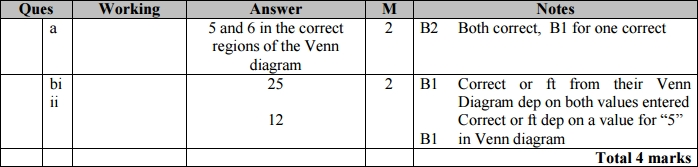 Ques Working Answer M Notes
a 5 and 6 in the correct 2 B2 Both correct, B1 for one correct
regions of the Venn
diagram
bi 25 2 B1 Correct or ft from their Venn
ii Diagram dep on both values entered
12 Correct or ft dep on a value for “5”
B1 in Venn diagram
Total 4 marks